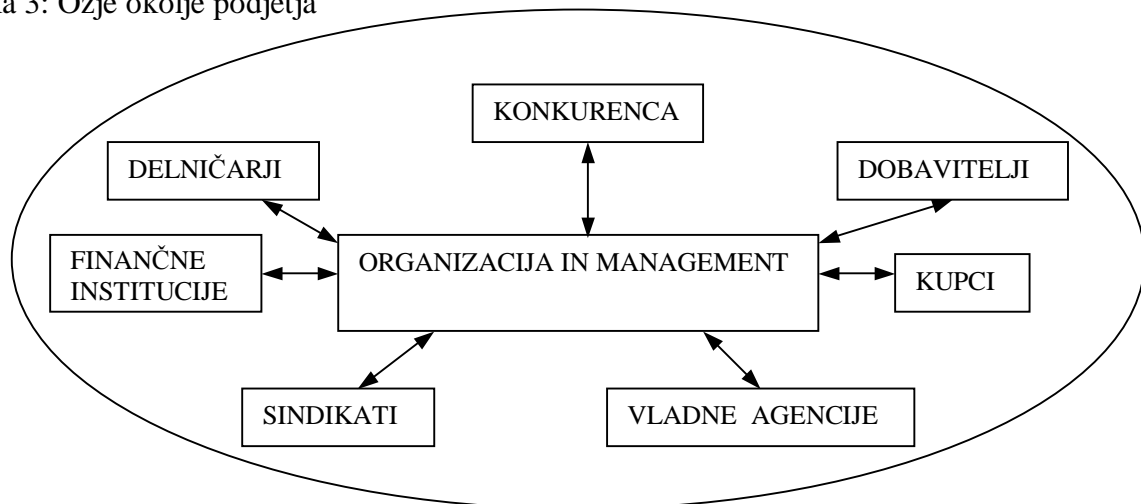 3: Ožje okolje podjetja
KONKURENCA
DELNIČARJI
DOBAVITELJI
FINANČNE
INSTITUCIJE
ORGANIZACIJA IN MANAGEMENT
KUPCI
SINDIKATI
VLADNE AGENCIJE